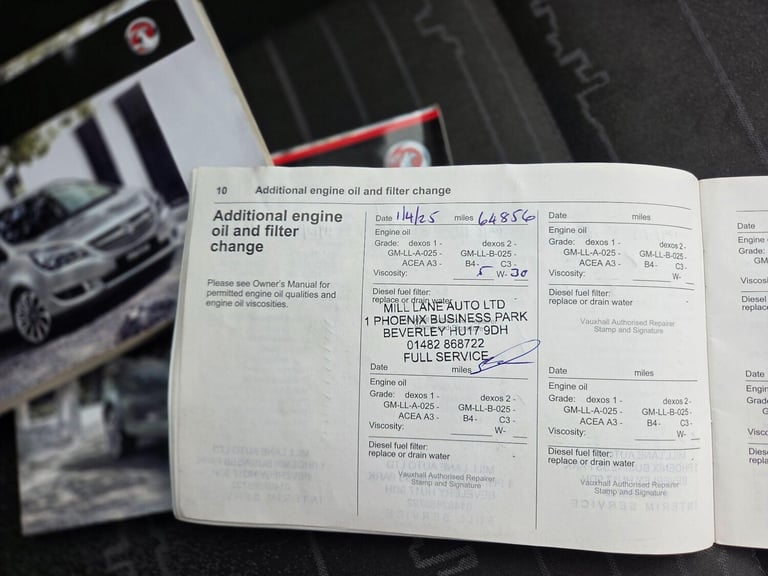 10 Additional engine oil and filter change
Additional engine
oil and filter
change
Please see Owner's Manual for
permitted engine oil qualities and
engine oil viscosities.
Date 1/4/25 miles 64856
Engine oil
Grade: dexos 1 - dexos 2 -
GM-LL-A-025 - GM-LL-B-025 -
ACEA A3 - B4 - C3 -
Viscosity: 5 W- 30
Diesel fuel filter:
replace or drain water
MILL LANE AUTO LTD
1 PHOENIX BUSINESS PARK
BEVERLEY HU17 9DH
01482 868722
FULL SERVICE
Date miles
Engine oil
Grade: dexos 1 - dexos 2 -
GM-LL-A-025 - GM-LL-B-025 -
ACEA A3 - B4 - C3 -
Viscosity: W-
Diesel fuel filter:
replace or drain water
Vauxhall Authorised Repairer
Stamp and Signature
Date miles
Engine oil
Grade: dexos 1 - dexos 2 -
GM-LL-A-025 - GM-LL-B-025 -
ACEA A3 - B4 - C3 -
Viscosity: W-
Diesel fuel filter:
replace or drain water
Vauxhall Authorised Repairer
Stamp and Signature
Date miles
Engine oil
Grade: dexos 1 - dexos 2 -
GM-LL-A-025 - GM-LL-B-025 -
ACEA A3 - B4 - C3 -
Viscosity: W-
Diesel fuel filter:
replace or drain water
Vauxhall Authorised Repairer
Stamp and Signature
Date
Engine
Grade:
Date
Engine
Grade